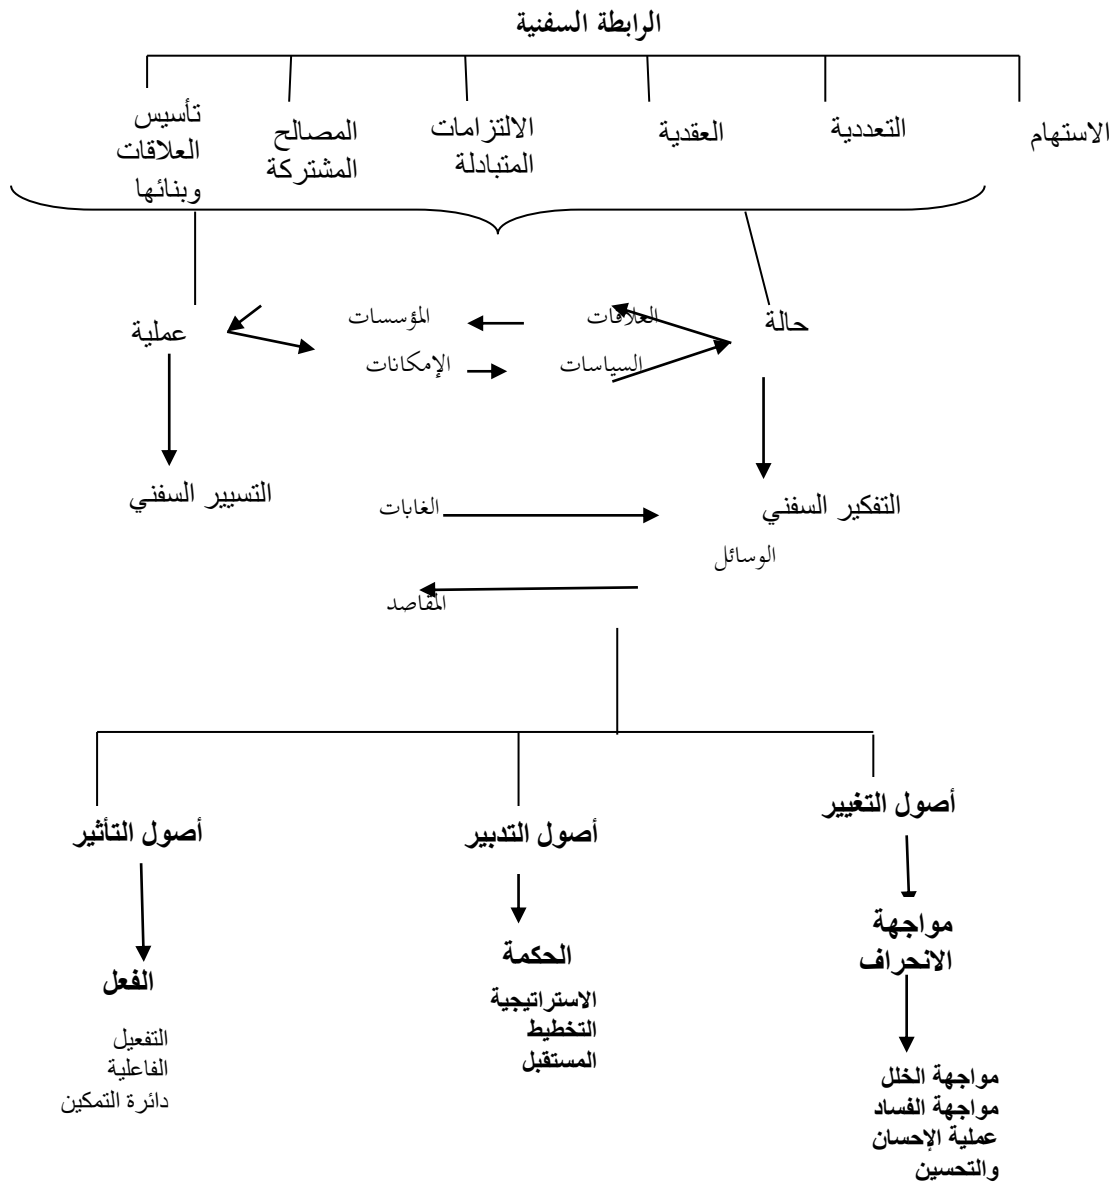 الرابطة السفنية
الاستهام
التعددية
العقدية
الالتزامات
المتبادلة
المصالح
المشتركة
تأسيس
العلاقات
وبنائها
حالة
العلاقات
المؤسسات
عملية
السياسات
الإمكانات
التفكير السفني
الغابات
التسيير السفني
الوسائل
المقاصد
أصول التغيير
أصول التدبير
أصول التأثير
مواجهة
الانحراف
مواجهة الخلل
مواجهة الفساد
عملية الإحسان
والتحسين
الحكمة
الاستراتيجية
التخطيط
المستقبل
الفعل
التفعيل
الفاعلية
دائرة التمكين